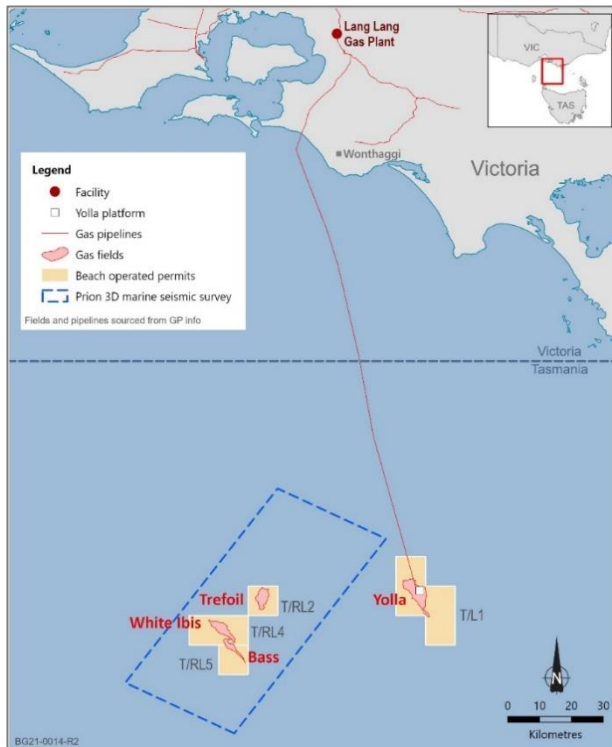 Lang Lang
Gas Plant
VIC
TAS
Wonthaggi
Victoria
Legend
Facility
Yolla platform
Gas pipelines
Gas fields
Beach operated permits
Prion 3D marine seismic survey
Fields and pipelines sourced from GP info
Victoria
Tasmania
Trefoil
T/RL2
Yolla
T/L1
White Ibis
T/RL4
T/RL5
Bass
N
0 10 20 30
Kilometres
BG21-0014-R2